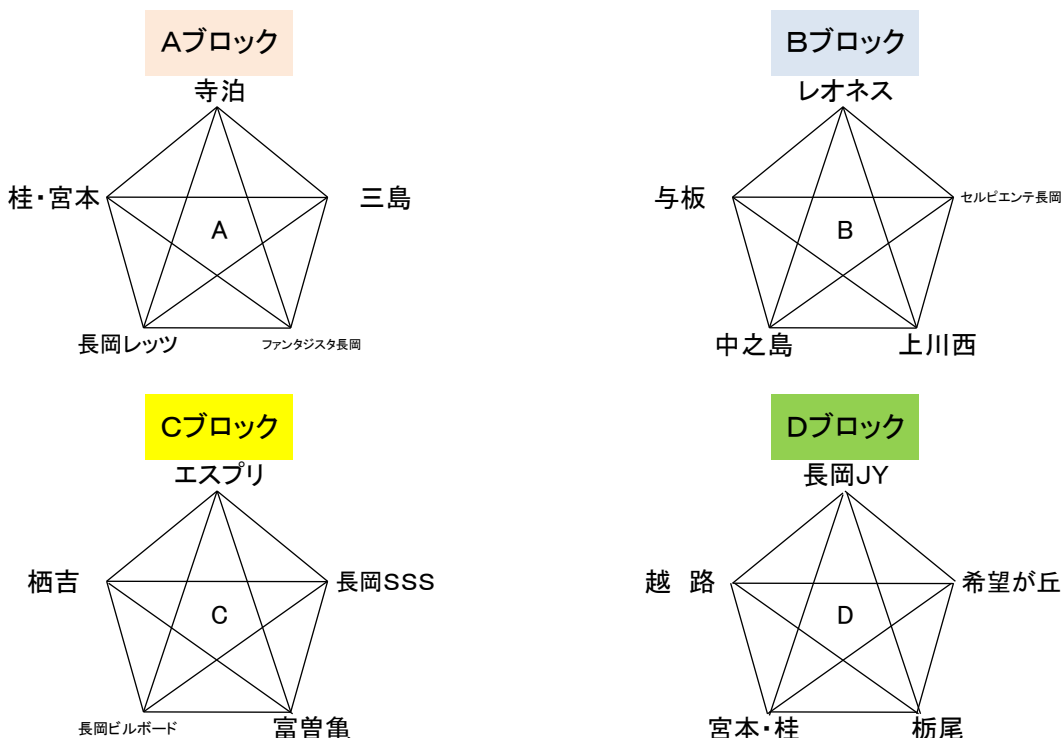 Aブロック
寺泊
桂・宮本
三島
A
長岡レッツ
ファンタジスタ長岡
Bブロック
レオネス
与板
セルピエンテ長岡
B
中之島
上川西
Cブロック
エスプリ
栖吉
長岡SSS
C
長岡ビルボード
富曽亀
Dブロック
長岡JY
越 路
希望が丘
D
宮本・桂
栃尾